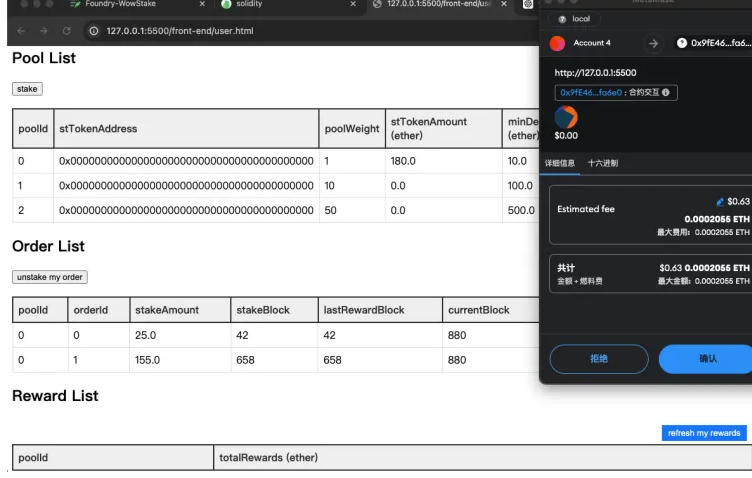 Foundry-WowStake
solidity
127.0.0.1:5500/front-end/use
127.0.0.1:5500/front-end/user.html
Pool List
stake
poolId stTokenAddress poolWeight stTokenAmount (ether) minDe (ether)
0 0x0000000000000000000000000000000000000000 1 180.0 10.0
1 0x0000000000000000000000000000000000000000 10 0.0 100.0
2 0x0000000000000000000000000000000000000000 50 0.0 500.0
Order List
unstake my order
poolId orderId stakeAmount stakeBlock lastRewardBlock currentBlock
0 0 25.0 42 42 880
0 1 155.0 658 658 880
Reward List
refresh my rewards
poolId totalRewards (ether)
local
Account 4 0x9fE46...fa6...
http://127.0.0.1:5500
0x9fE46...fa6e0 : 合约交互
$0.00
详细信息 十六进制
Estimated fee $0.63
0.0002055 ETH
最大费用: 0.0002055 ETH
共计 $0.63 0.0002055 ETH
金额 + 燃料费 最大金额: 0.0002055 ETH
拒绝 确认